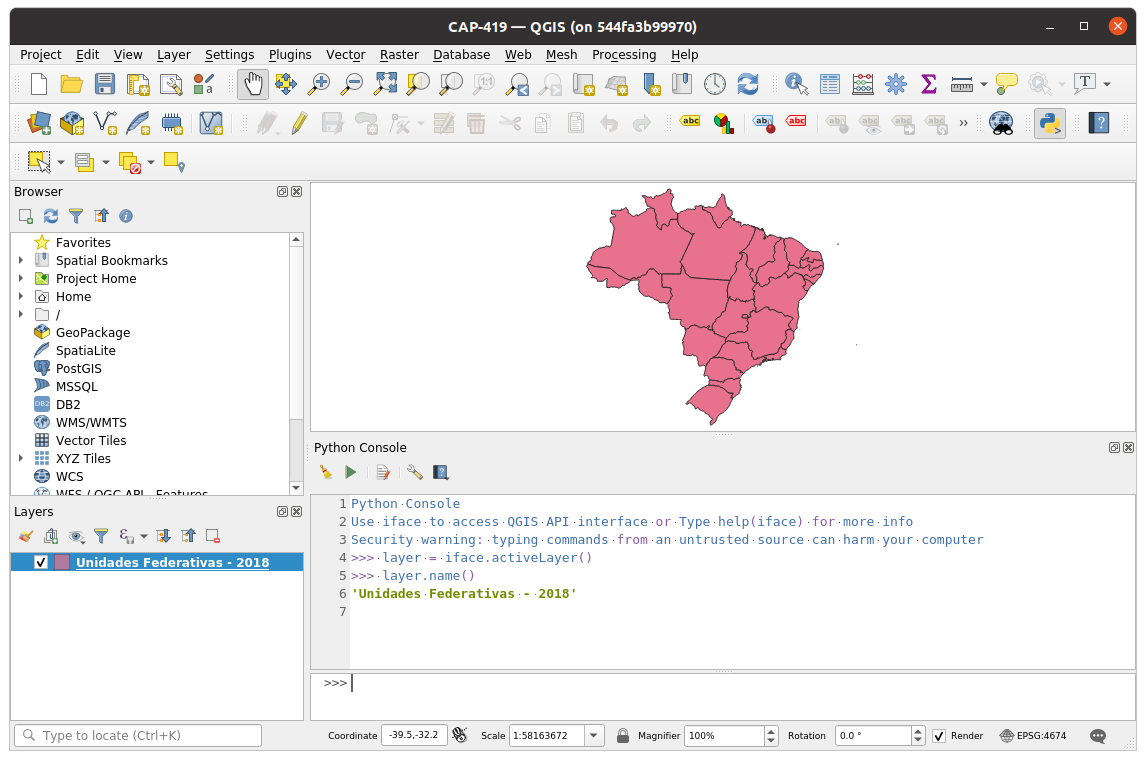 CAP-419 — QGIS (on 544fa3b99970)
Project Edit View Layer Settings Plugins Vector Raster Database Web Mesh Processing Help
Browser
Favorites
Spatial Bookmarks
Project Home
Home
/
GeoPackage
SpatiaLite
PostGIS
MSSQL
DB2
WMS/WMTS
Vector Tiles
XYZ Tiles
WCS
WFS / OGC API - Features
Layers
Unidades Federativas - 2018
Python Console
1 Python Console
2 Use iface to access QGIS API interface or Type help(iface) for more info
3 Security warning: typing commands from an untrusted source can harm your computer
4 >>> layer = iface.activeLayer()
5 >>> layer.name()
6 'Unidades Federativas - 2018'
7
>>>
Type to locate (Ctrl+K) Coordinate -39.5,-32.2 Scale 1:58163672 Magnifier 100% Rotation 0.0 ° Render EPSG:4674